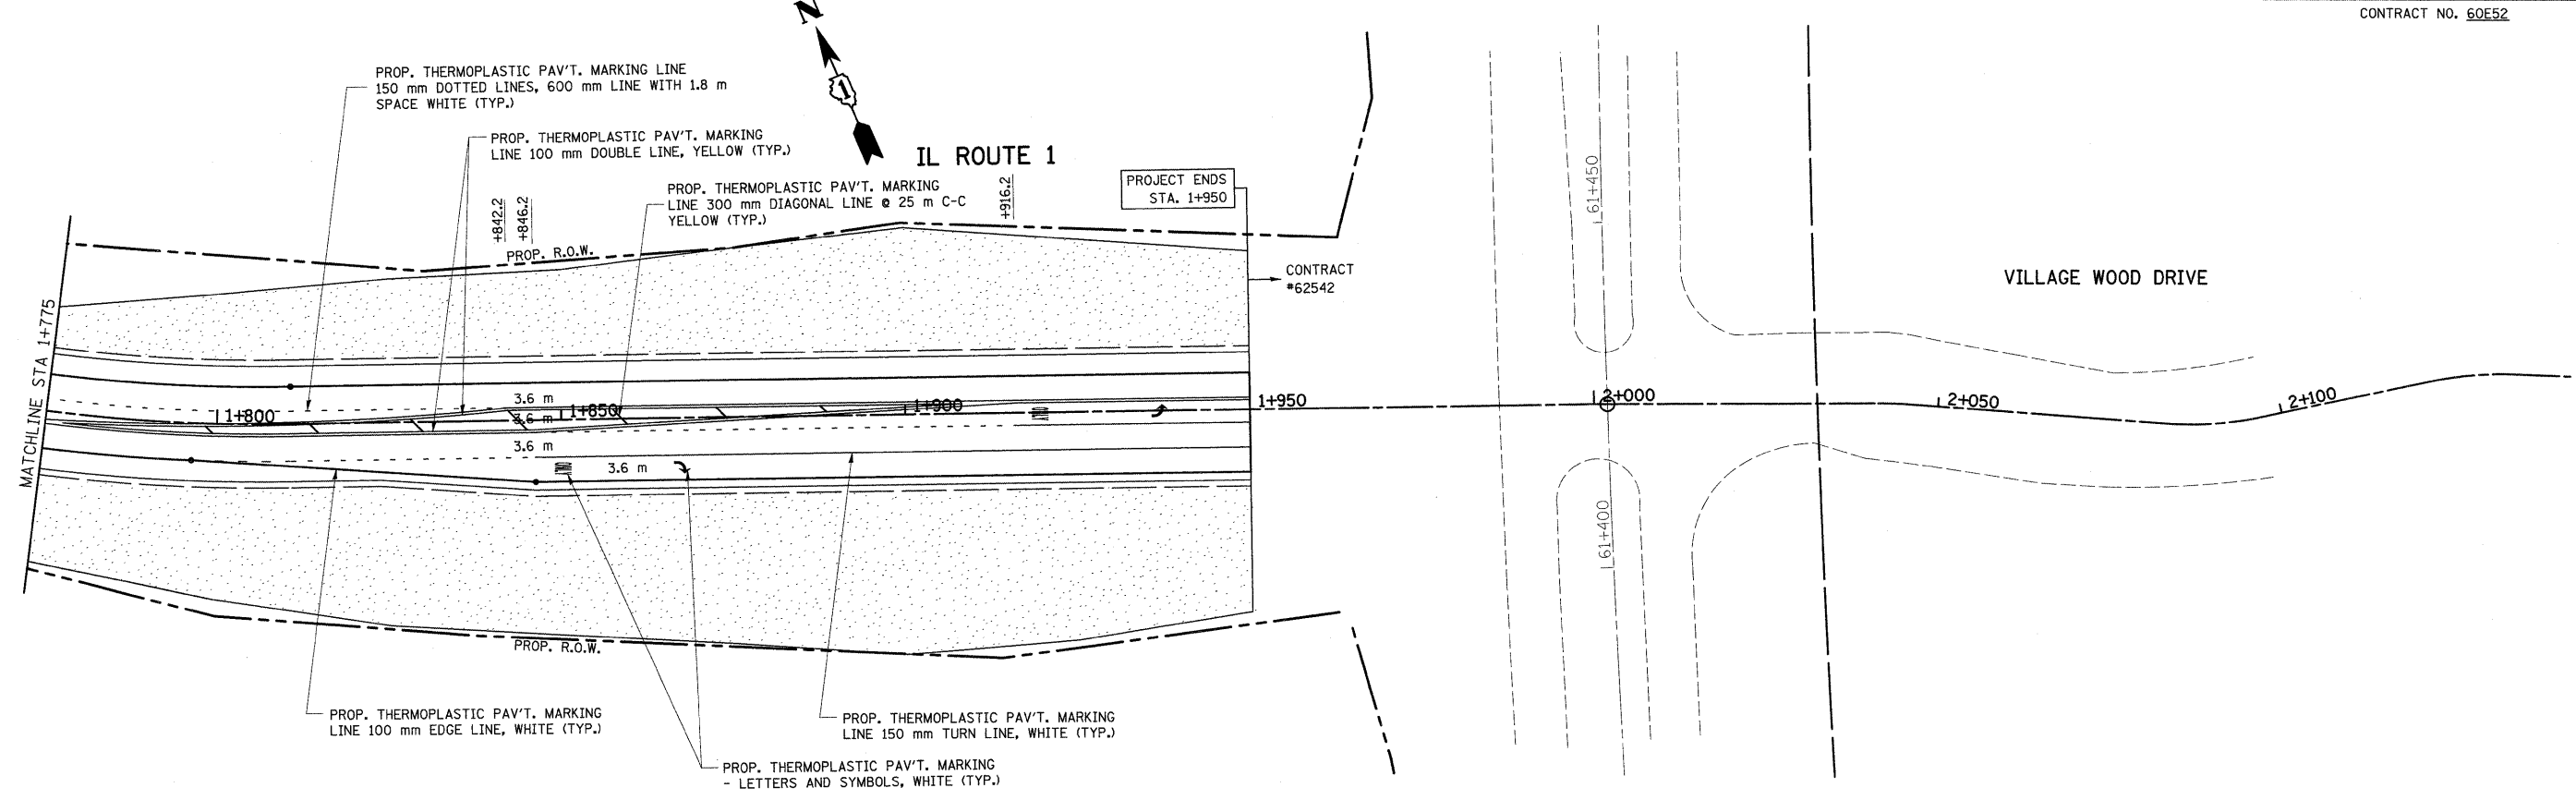 CONTRACT NO. 60E52
N
1
PROP. THERMOPLASTIC PAV'T. MARKING LINE
150 mm DOTTED LINES, 600 mm LINE WITH 1.8 m
SPACE WHITE (TYP.)
PROP. THERMOPLASTIC PAV'T. MARKING
LINE 100 mm DOUBLE LINE, YELLOW (TYP.)
IL ROUTE 1
PROP. THERMOPLASTIC PAV'T. MARKING
LINE 300 mm DIAGONAL LINE @ 25 m C-C
YELLOW (TYP.)
+842.2
+846.2
+916.2
PROJECT ENDS
STA. 1+950
61+450
PROP. R.O.W.
CONTRACT
#62542
VILLAGE WOOD DRIVE
MATCHLINE STA 1+775
3.6 m
1+800
1+850
1+900
1+950
2+000
2+050
2+100
3.6 m
3.6 m
3.6 m
ONLY
ONLY
61+400
PROP. R.O.W.
PROP. THERMOPLASTIC PAV'T. MARKING
LINE 100 mm EDGE LINE, WHITE (TYP.)
PROP. THERMOPLASTIC PAV'T. MARKING
LINE 150 mm TURN LINE, WHITE (TYP.)
PROP. THERMOPLASTIC PAV'T. MARKING
- LETTERS AND SYMBOLS, WHITE (TYP.)